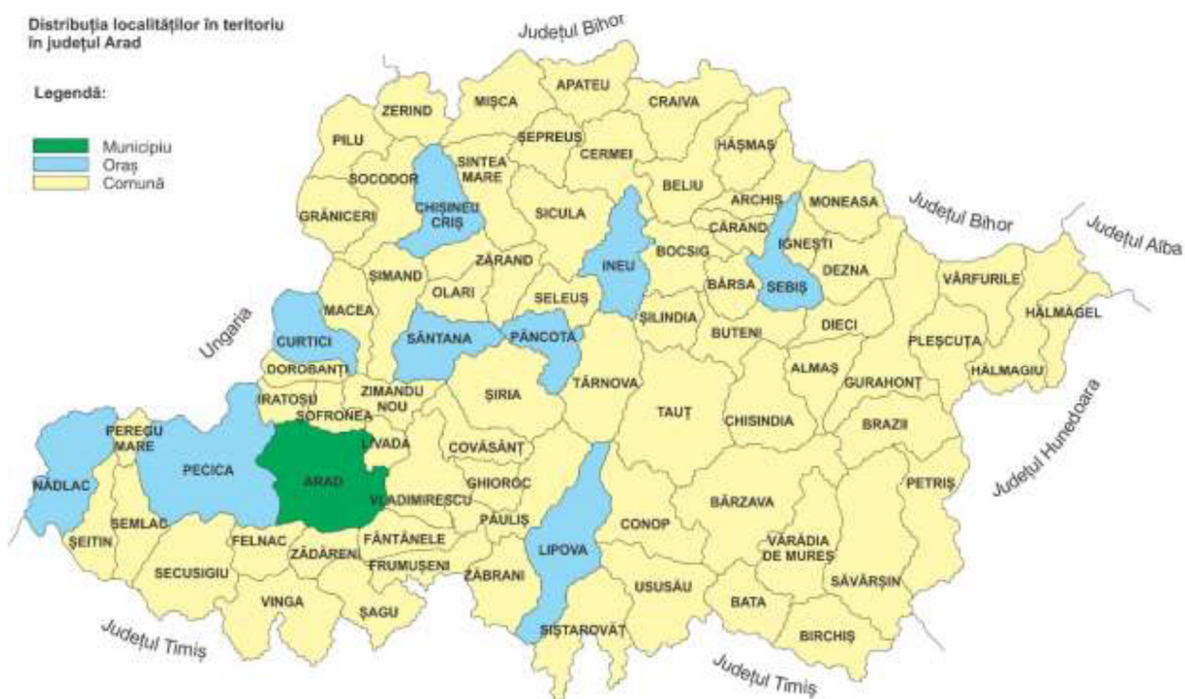 Distribuția localităților în teritoriu
în județul Arad
Legendă:
Municipiu
Oraș
Comună
Județul Bihor
Județul Bihor
Județul Alba
Județul Hunedoara
Județul Timiș
Județul Timiș
Ungaria
ZERIND
MIȘCA
APATEU
CRAIVA
PILU
ȘEPREUȘ
CERMEI
HĂȘMAȘ
SOCODOR
SINTEA
MARE
BELIU
ARCHIȘ
MONEASA
GRĂNICERI
CHIȘINEU
CRIȘ
SICULA
CĂRAND
IGNEȘTI
ZĂRAND
INEU
BOCSIG
DEZNA
ȘIMAND
OLARI
SELEUȘ
BÂRSA
SEBIȘ
VÂRFURILE
MACEA
ȘILINDIA
HĂLMĂGEL
CURTICI
SÂNTANA
PÂNCOTA
BUTENI
DIECI
PLEȘCUȚA
DOROBANȚI
TÂRNOVA
ALMAȘ
GURAHONȚ
HĂLMAGIU
IRATOȘU
ZIMANDU
NOU
ȘIRIA
SOFRONEA
TAUȚ
CHISINDIA
BRAZII
PEREGU
MARE
LIVADA
COVĂSÂNȚ
PECICA
ARAD
NĂDLAC
GHIOROC
PETRIȘ
VLADIMIRESCU
BÂRZAVA
SEMLAC
PĂULIȘ
CONOP
ȘEITIN
FELNAC
FÂNTÂNELE
VĂRĂDIA
DE MUREȘ
ZĂDĂRENI
LIPOVA
FRUMUȘENI
SECUSIGIU
ZĂBRANI
SĂVÂRȘIN
USUSĂU
VINGA
ȘAGU
BATA
SIȘTAROVĂȚ
BIRCHIȘ